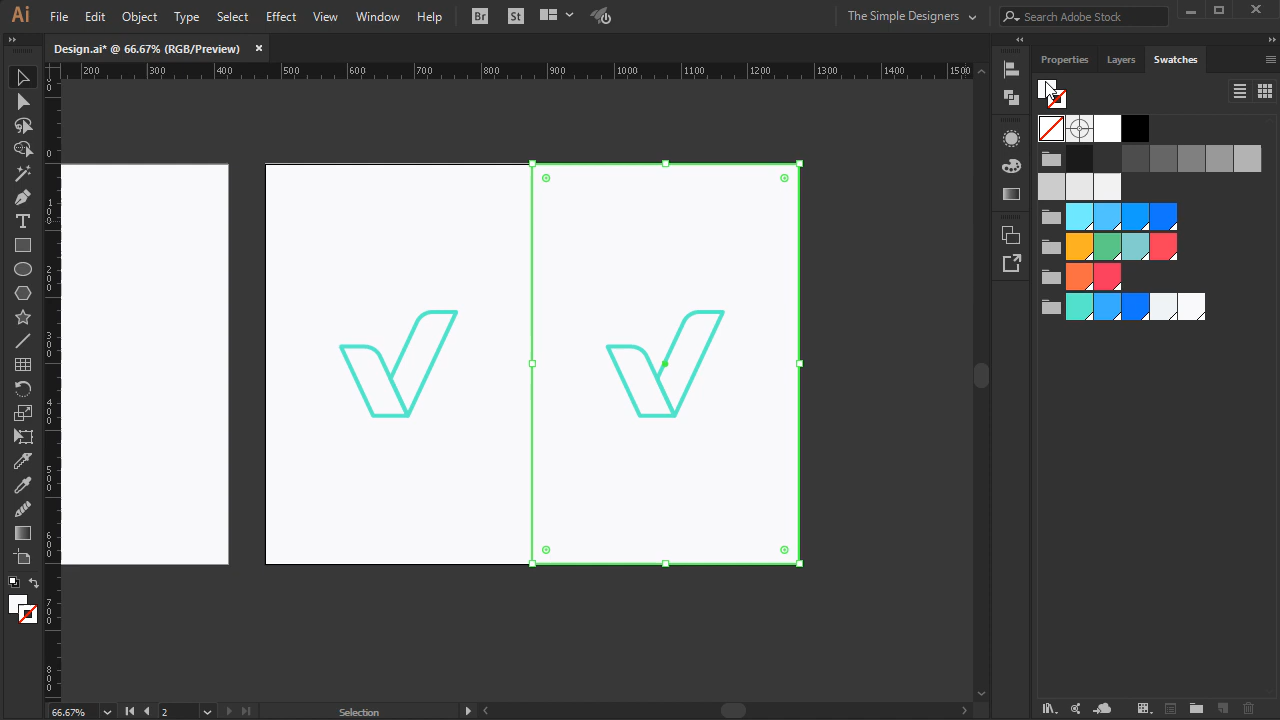 Ai File Edit Object Type Select Effect View Window Help Br St The Simple Designers Search Adobe Stock
Design.ai* @ 66.67% (RGB/Preview)
Properties Layers Swatches
200 300 400 500 600 700 800 900 1000 1100 1200 1300 1400 1500
0
0
100
200
300
400
500
600
700
800
66.67% 2 Selection